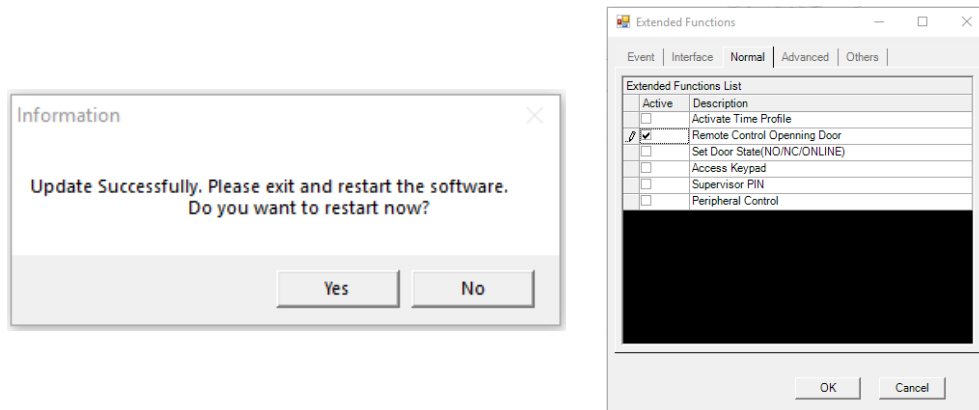 Information
Update Successfully. Please exit and restart the software.
Do you want to restart now?
Yes No
Extended Functions
Event Interface Normal Advanced Others
Extended Functions List
Active Description
Activate Time Profile
Remote Control Openning Door
Set Door State(NO/NC/ONLINE)
Access Keypad
Supervisor PIN
Peripheral Control
OK Cancel